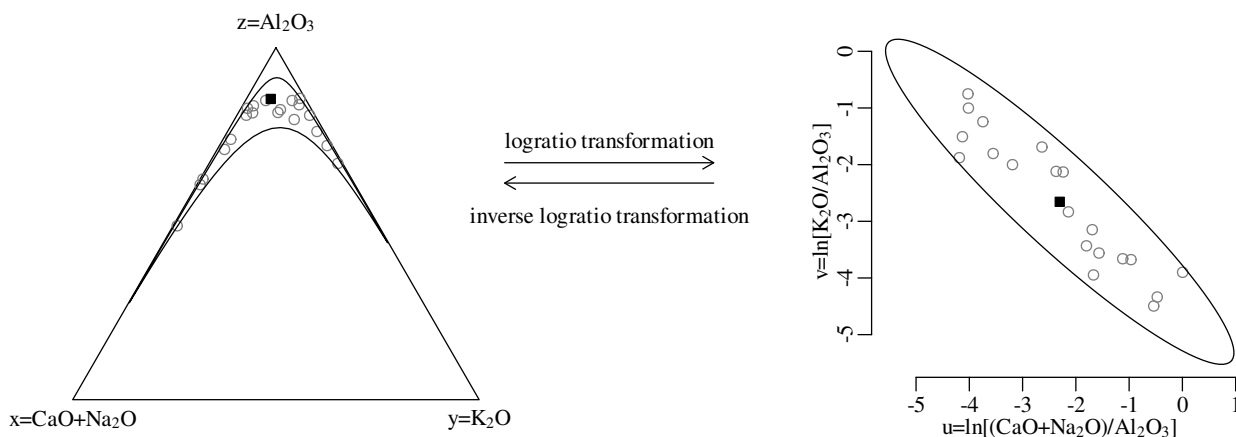 z=Al₂O₃
x=CaO+Na₂O
y=K₂O
logratio transformation
inverse logratio transformation
v=ln[K₂O/Al₂O₃]
0
-1
-2
-3
-4
-5
-5 -4 -3 -2 -1 0 1
u=ln[(CaO+Na₂O)/Al₂O₃]